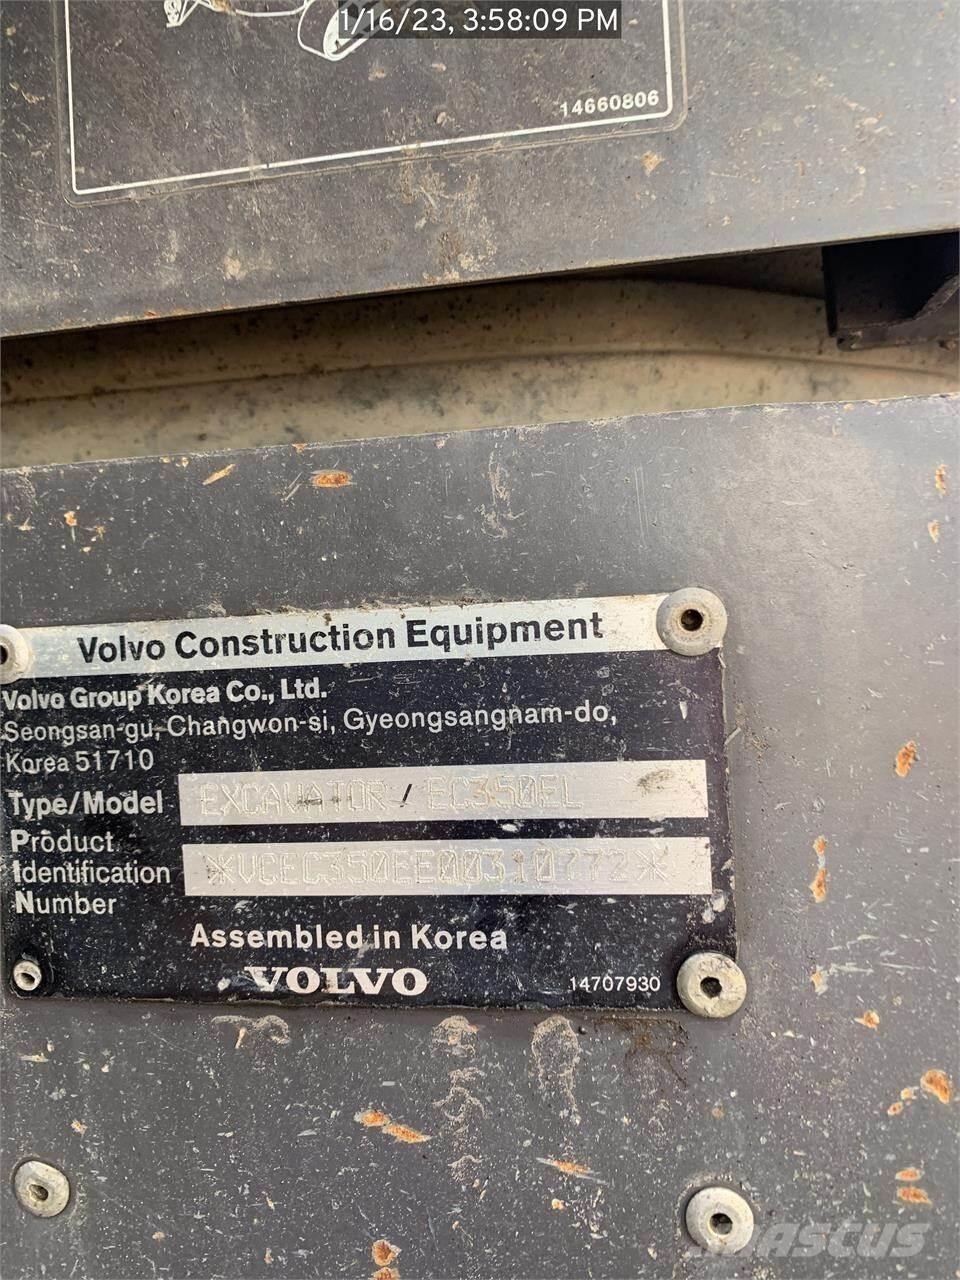 1/16/23, 3:58:09 PM
14660806
Volvo Construction Equipment
Volvo Group Korea Co., Ltd.
Seongsan-gu, Changwon-si, Gyeongsangnam-do,
Korea 51710
Type/Model EXCAVATOR / EC350EL
Product
Identification *VCEC350EE00310772*
Number
Assembled in Korea
VOLVO
14707930
mascus